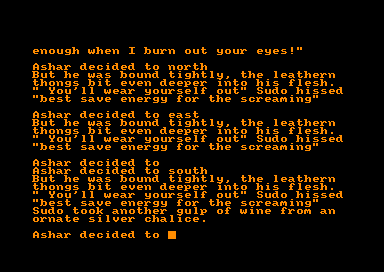 enough when I burn out your eyes!"
Ashar decided to north
But he was bound tightly, the leathern
thongs bit even deeper into his flesh.
" You'll wear yourself out" Sudo hissed
"best save energy for the screaming"
Ashar decided to east
But he was bound tightly, the leathern
thongs bit even deeper into his flesh.
" You'll wear yourself out" Sudo hissed
"best save energy for the screaming"
Ashar decided to
Ashar decided to south
But he was bound tightly, the leathern
thongs bit even deeper into his flesh.
" You'll wear yourself out" Sudo hissed
"best save energy for the screaming"
Sudo took another gulp of wine from an
ornate silver chalice.
Ashar decided to